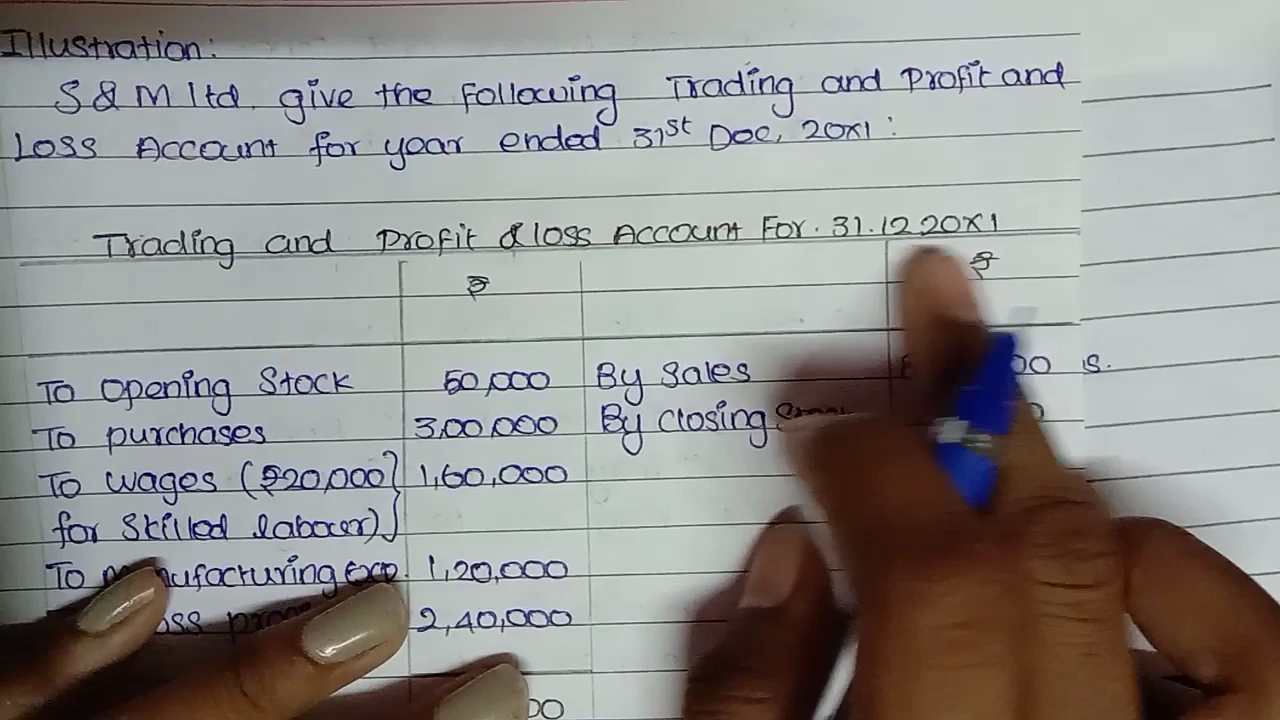 Illustration:
S & M ltd. give the following Trading and Profit and
Loss Account for year ended 31st Dec, 20X1:
Trading and Profit & loss Account For. 31.12.20X1
₹ ₹
To Opening Stock 50,000 By Sales
To purchases 3,00,000 By Closing
To wages (₹20,000 1,60,000
for Skilled labocer)
To manufacturing exp 1,20,000
2,40,000